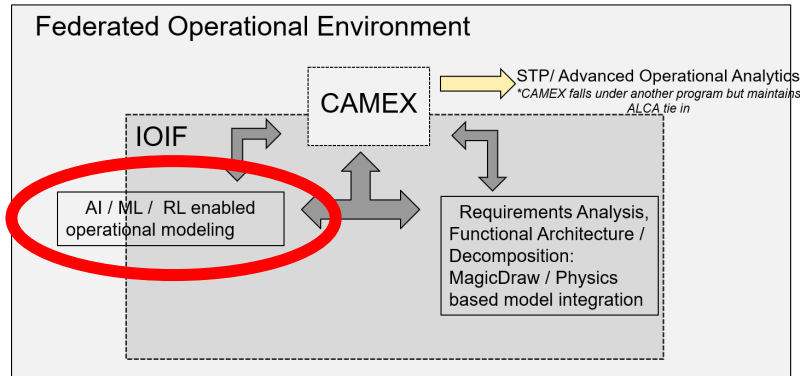 Federated Operational Environment
STP/ Advanced Operational Analytics
*CAMEX falls under another program but maintains
ALCA tie in
CAMEX
IOIF
AI / ML / RL enabled
operational modeling
Requirements Analysis,
Functional Architecture /
Decomposition:
MagicDraw / Physics
based model integration